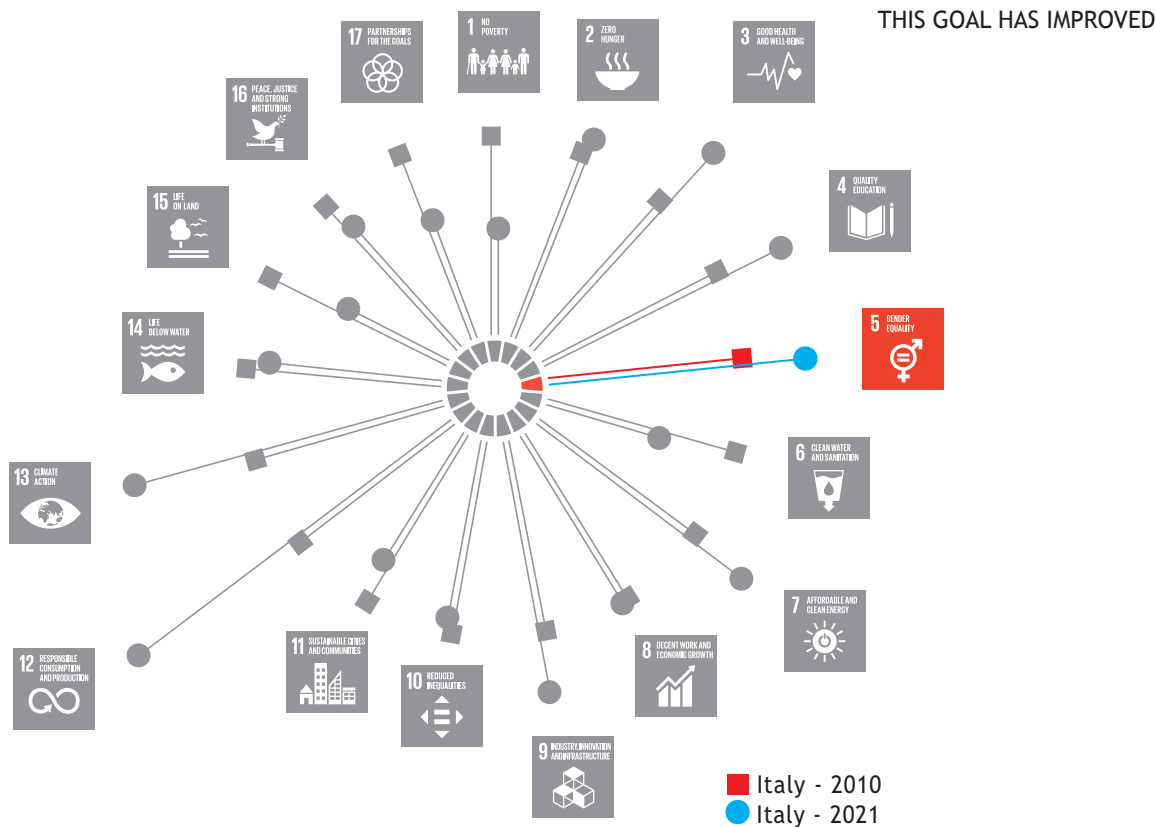 THIS GOAL HAS IMPROVED
17 PARTNERSHIPS
FOR THE GOALS
1 NO
POVERTY
2 ZERO
HUNGER
3 GOOD HEALTH
AND WELL-BEING
16 PEACE, JUSTICE
AND STRONG
INSTITUTIONS
4 QUALITY
EDUCATION
15 LIFE
ON LAND
5 GENDER
EQUALITY
14 LIFE
BELOW WATER
6 CLEAN WATER
AND SANITATION
13 CLIMATE
ACTION
7 AFFORDABLE AND
CLEAN ENERGY
12 RESPONSIBLE
CONSUMPTION
AND PRODUCTION
11 SUSTAINABLE CITIES
AND COMMUNITIES
8 DECENT WORK AND
ECONOMIC GROWTH
10 REDUCED
INEQUALITIES
9 INDUSTRY, INNOVATION
AND INFRASTRUCTURE
Italy - 2010
Italy - 2021